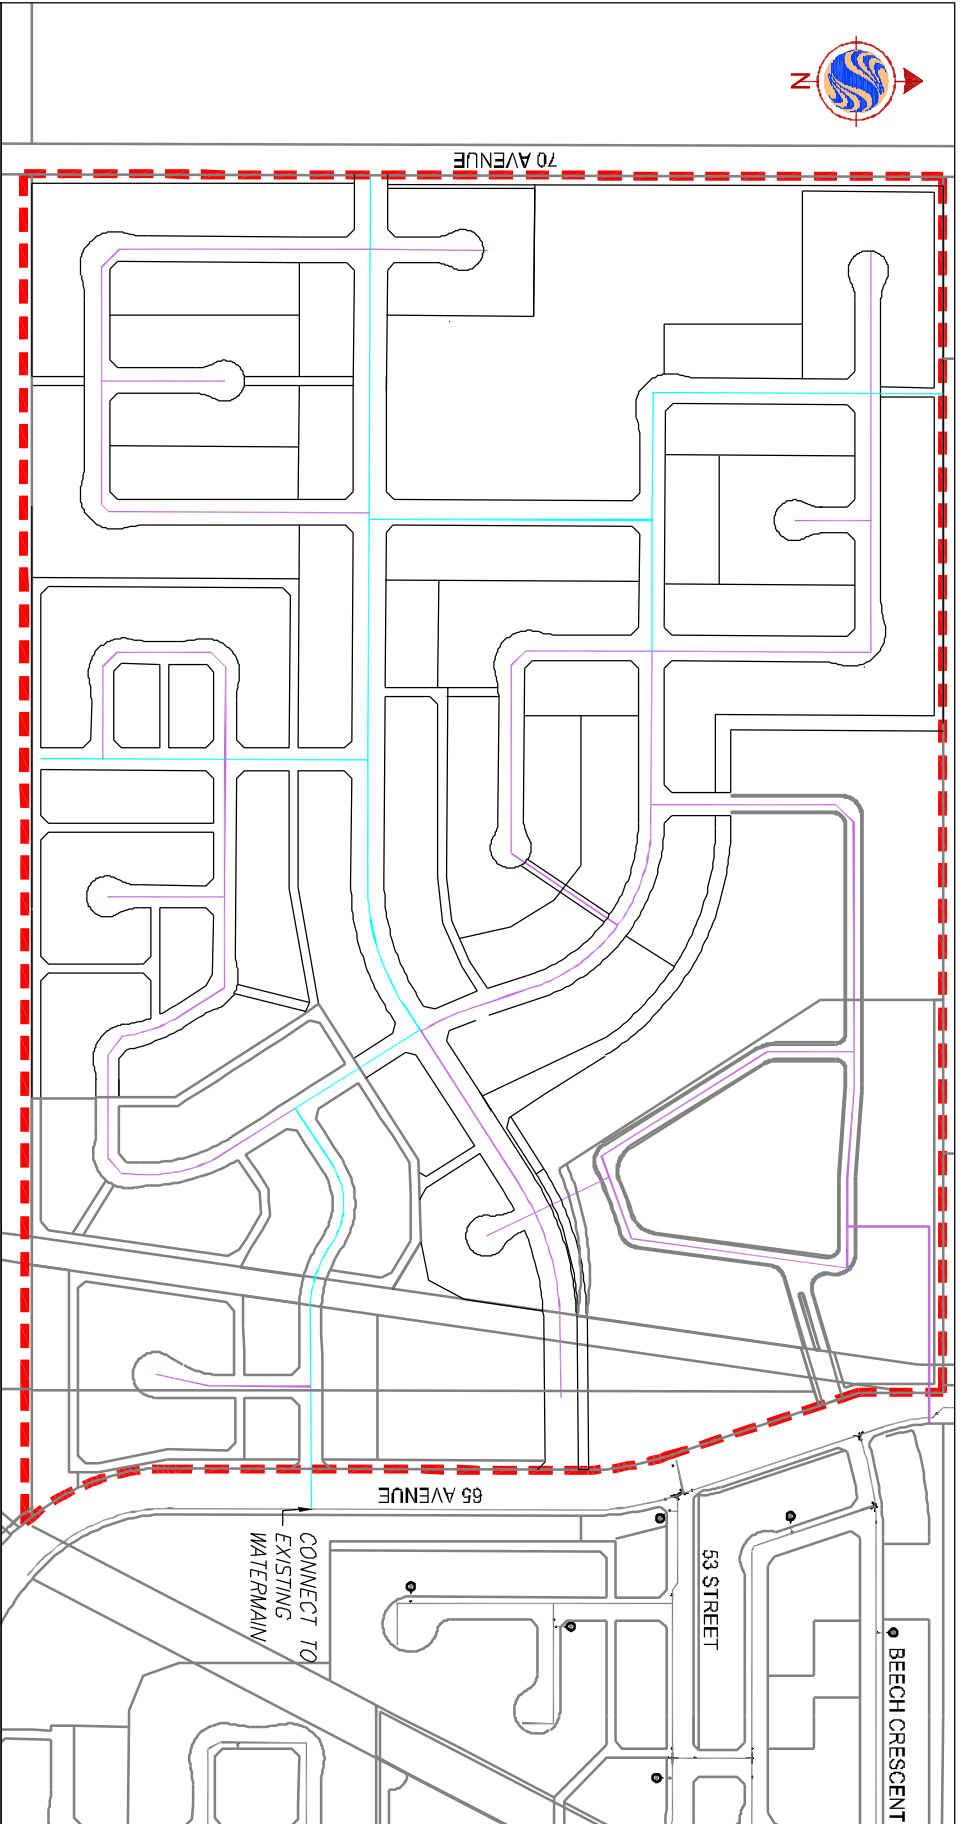 N
70 AVENUE
65 AVENUE
CONNECT TO
EXISTING
WATERMAIN
53 STREET
BEECH CRESCENT